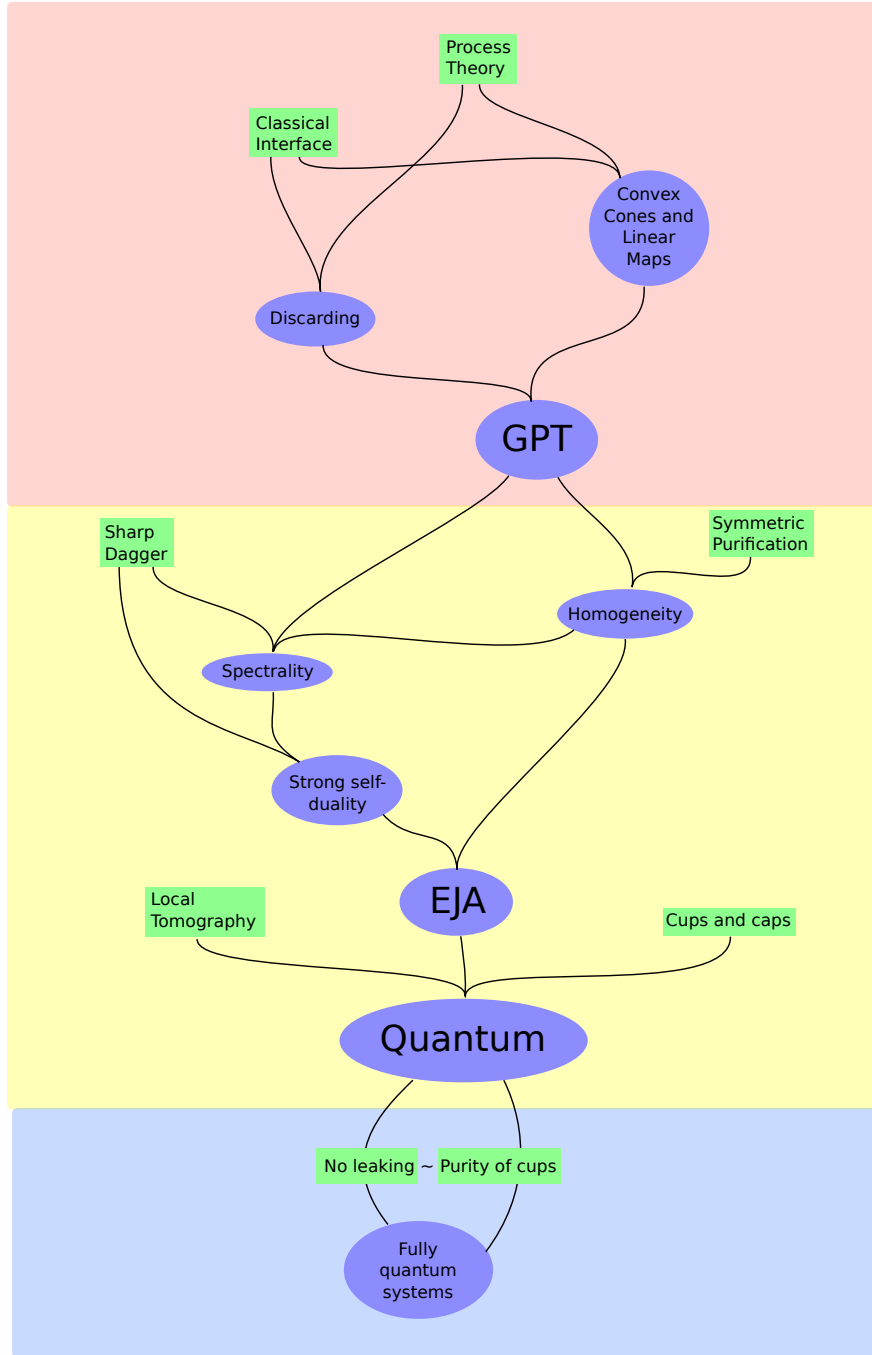 Process
Theory
Classical
Interface
Convex
Cones and
Linear
Maps
Discarding
GPT
Symmetric
Purification
Sharp
Dagger
Homogeneity
Spectrality
Strong self-
duality
EJA
Local
Tomography
Cups and caps
Quantum
No leaking ~ Purity of cups
Fully
quantum
systems